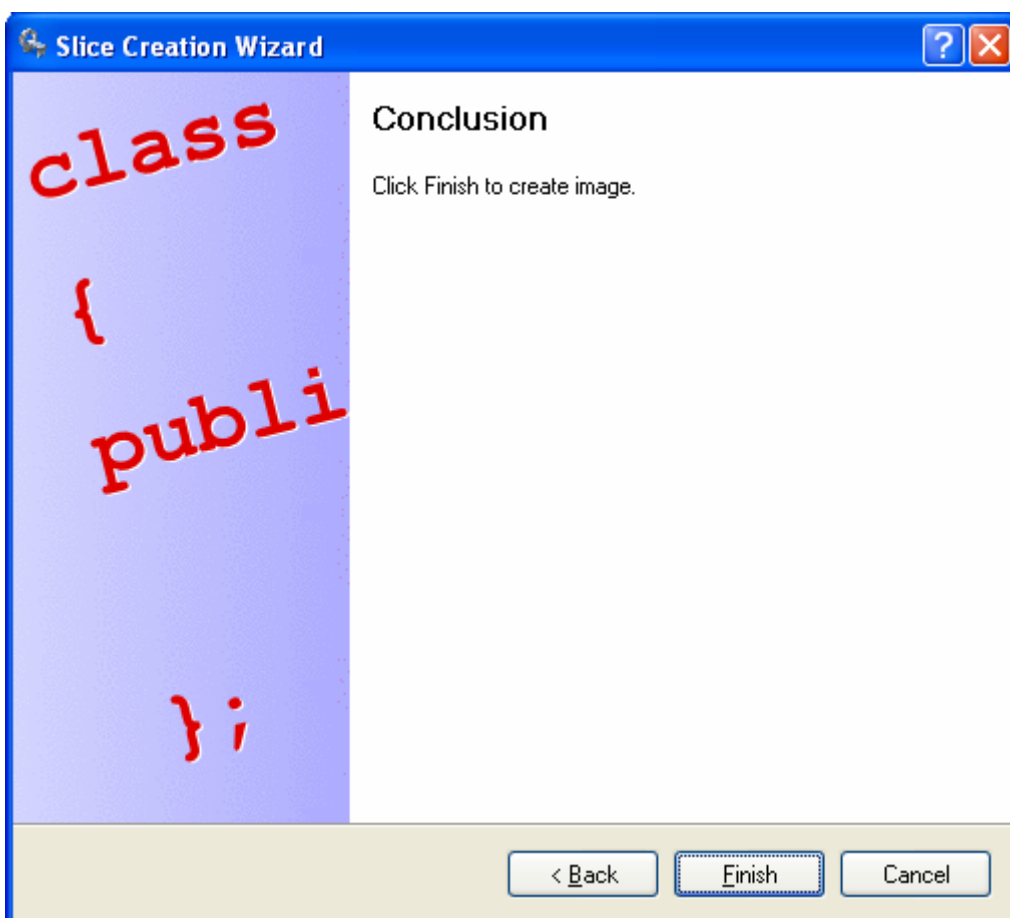 Slice Creation Wizard
class
{
publi
};
Conclusion
Click Finish to create image.
< Back
Finish
Cancel